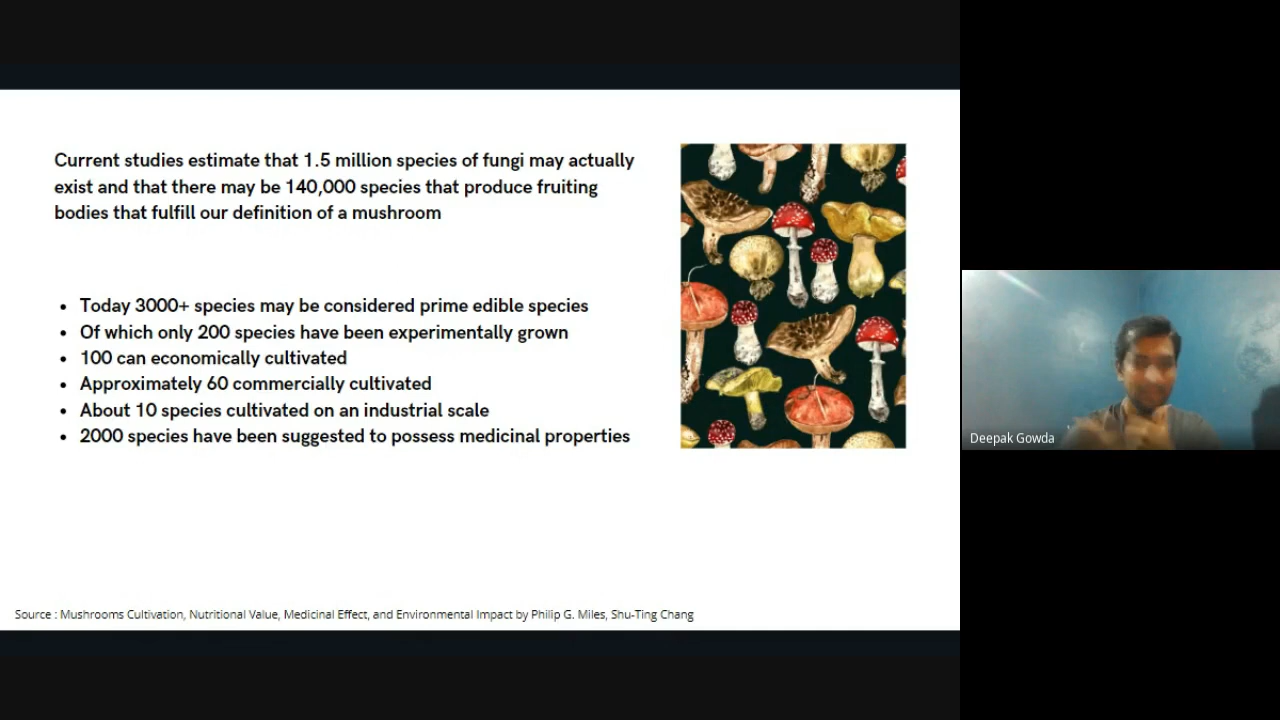 Current studies estimate that 1.5 million species of fungi may actually
exist and that there may be 140,000 species that produce fruiting
bodies that fulfill our definition of a mushroom
• Today 3000+ species may be considered prime edible species
• Of which only 200 species have been experimentally grown
• 100 can economically cultivated
• Approximately 60 commercially cultivated
• About 10 species cultivated on an industrial scale
• 2000 species have been suggested to possess medicinal properties
Source : Mushrooms Cultivation, Nutritional Value, Medicinal Effect, and Environmental Impact by Philip G. Miles, Shu-Ting Chang
Deepak Gowda